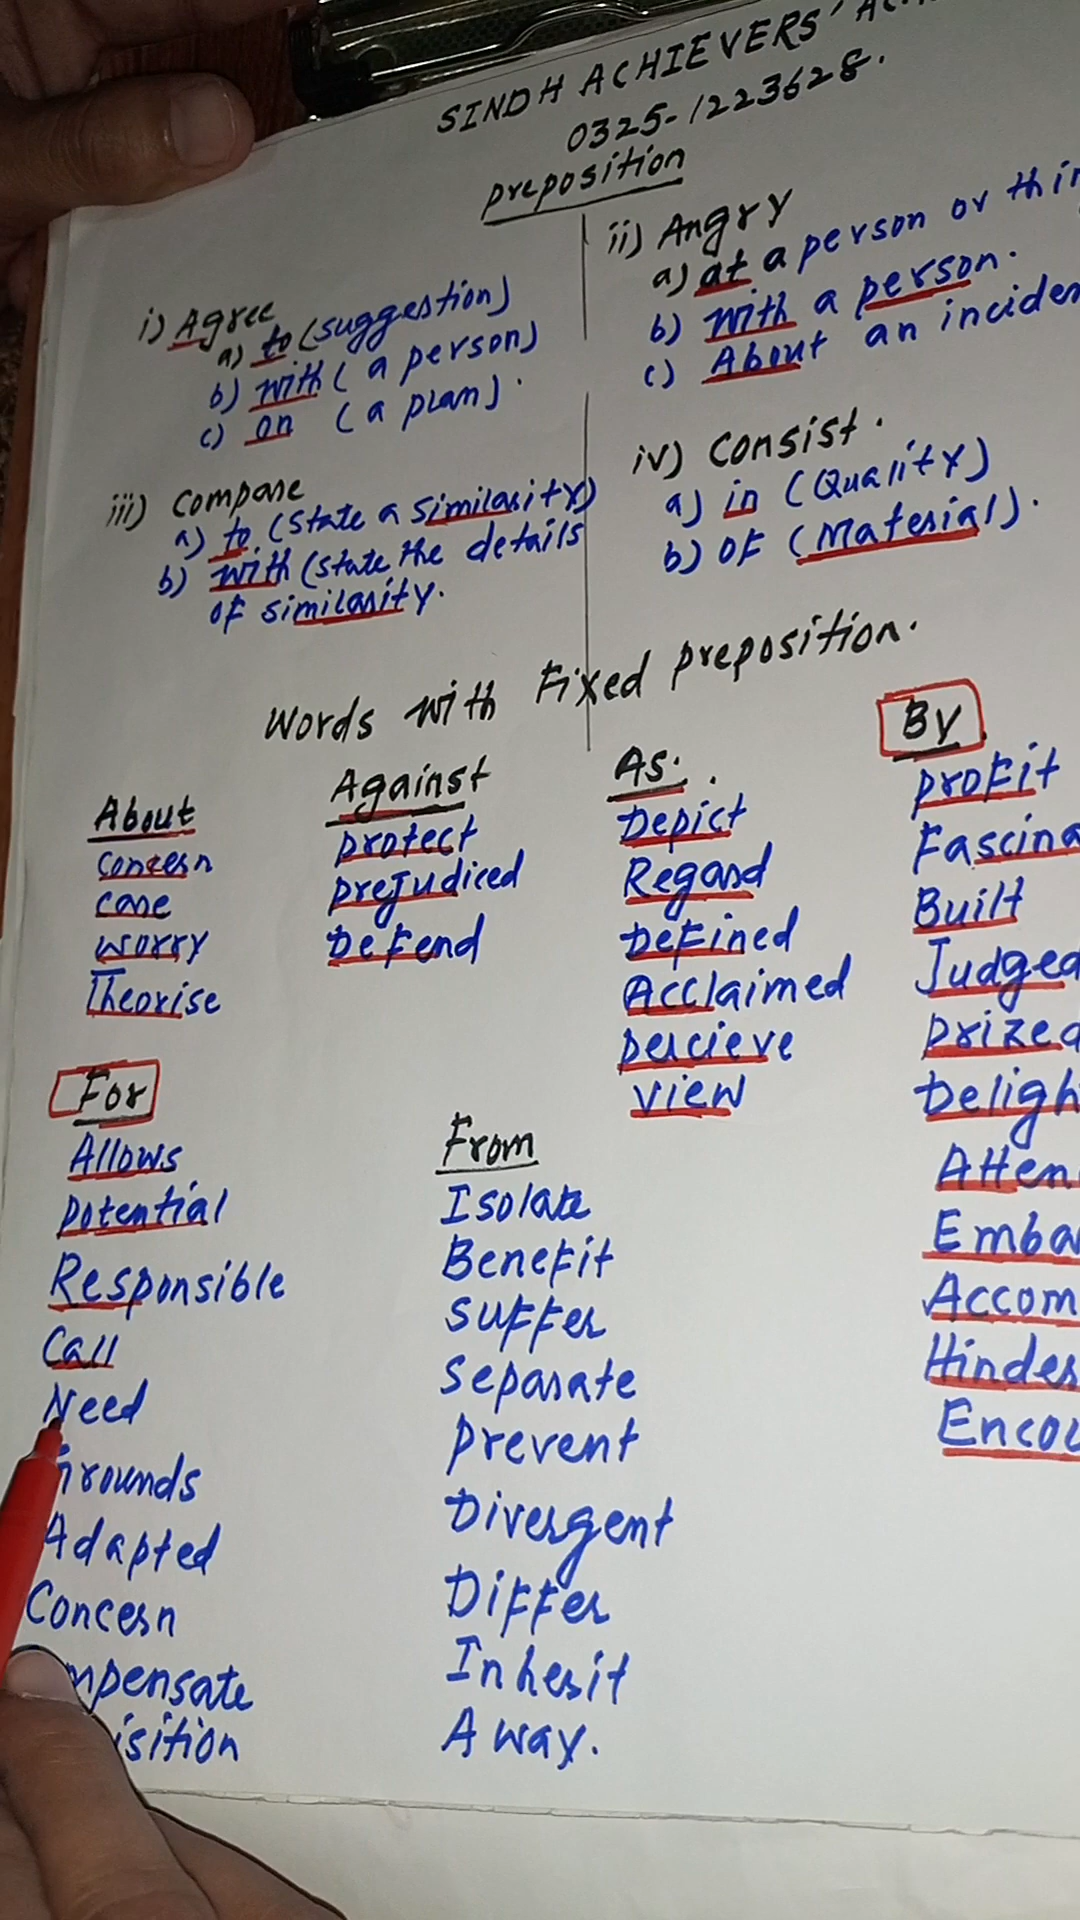 SINDH ACHIEVERS'
0325-1223628.
preposition
i) Agree
a) to (suggestion)
b) with (a person)
c) on (a plan).
ii) Angry
a) at a person or
b) with a person.
c) About an
iii) Compare
a) to (state a similarity)
b) with (state the details
of similarity.
iv) Consist.
a) in (Quality)
b) of (Material).
Words with Fixed preposition.
About
Concern
care
worry
Theorise
Against
protect
prejudiced
Defend
As.
Depict
Regard
Defined
Acclaimed
percieve
view
By
profit
Built
Judged
prized
For
Allows
potential
Responsible
Call
Need
Grounds
Adapted
Concern
From
Isolate
Benefit
Suffer
Separate
prevent
Divergent
Differ
Inherit
Away.